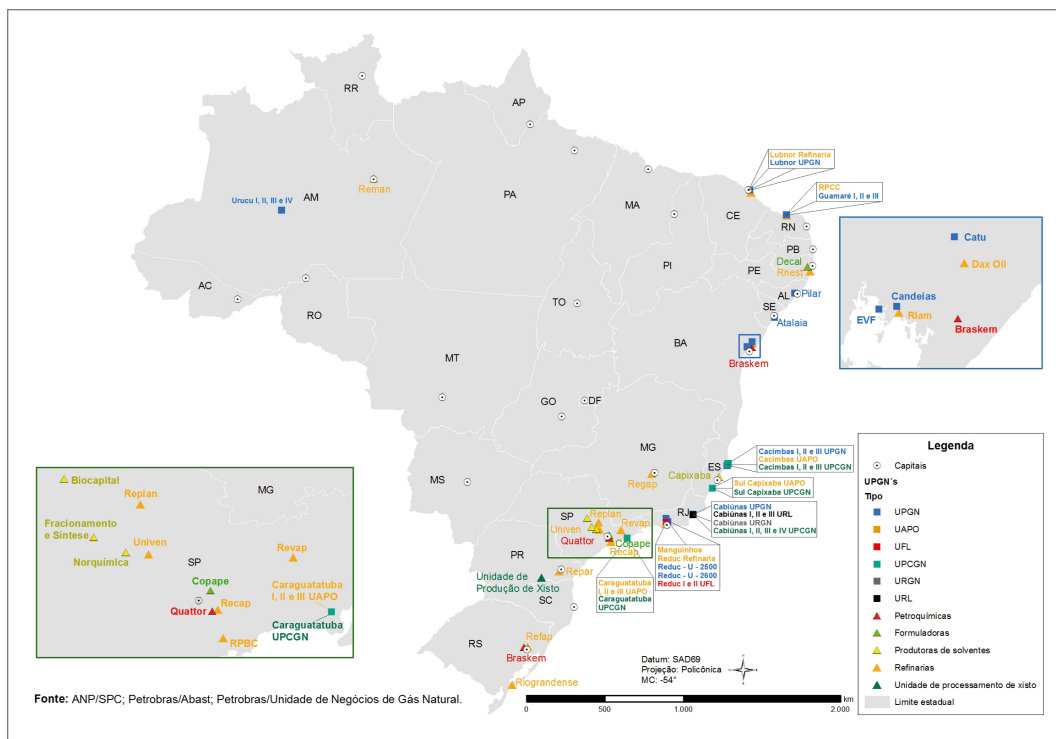 RR
AP
Reman
AM
Urucu I, II, III e IV
PA
MA
CE
Lubnor Refinaria
Lubnor UPGN
RPCC
Guamaré I, II e III
RN
PB
Decal
Rnest
PE
PI
AC
RO
TO
AL
Pilar
SE
Atalaia
BA
Braskem
MT
GO
DF
MG
MS
ES
Regap
Capixaba
Cacimbas I, II e III UPGN
Cacimbas UAPO
Cacimbas I, II e III UPCGN
Sul Capixaba UAPO
Sul Capixaba UPCGN
RJ
Cabiúnas UPGN
Cabiúnas I, II e III URL
Cabiúnas URGN
Cabiúnas I, II, III e IV UPCGN
SP
Replan
Univen
Revap
Quattor
Copape
Recap
Manguinhos
Reduc Refinaria
Reduc - U - 2500
Reduc - U - 2600
Reduc I e II UFL
Caraguatatuba
I, II e III UAPO
Caraguatatuba
UPCGN
PR
Repar
Unidade de
Produção de Xisto
SC
RS
Refap
Braskem
Riograndense
Catu
Dax Oil
Candeias
EVF
Rlam
Braskem
Biocapital
MG
Replan
Fracionamento
e Síntese
Univen
Norquímica
SP
Revap
Copape
Caraguatatuba
I, II e III UAPO
Recap
Quattor
Caraguatatuba
UPCGN
RPBC
Legenda
Capitais
UPGN´s
Tipo
UPGN
UAPO
UFL
UPCGN
URGN
URL
Petroquímicas
Formuladoras
Produtoras de solventes
Refinarias
Unidade de processamento de xisto
Limite estadual
Datum: SAD69
Projeção: Policônica
MC: -54°
km
0 500 1.000 2.000
Fonte: ANP/SPC; Petrobras/Abast; Petrobras/Unidade de Negócios de Gás Natural.